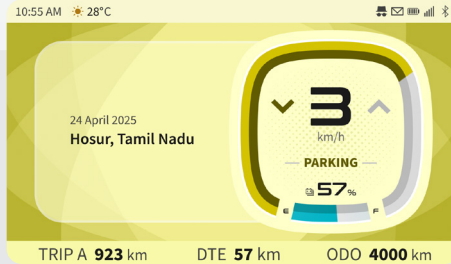 10:55 AM 28°C
24 April 2025
Hosur, Tamil Nadu
3
km/h
PARKING
57%
E F
TRIP A 923 km DTE 57 km ODO 4000 km